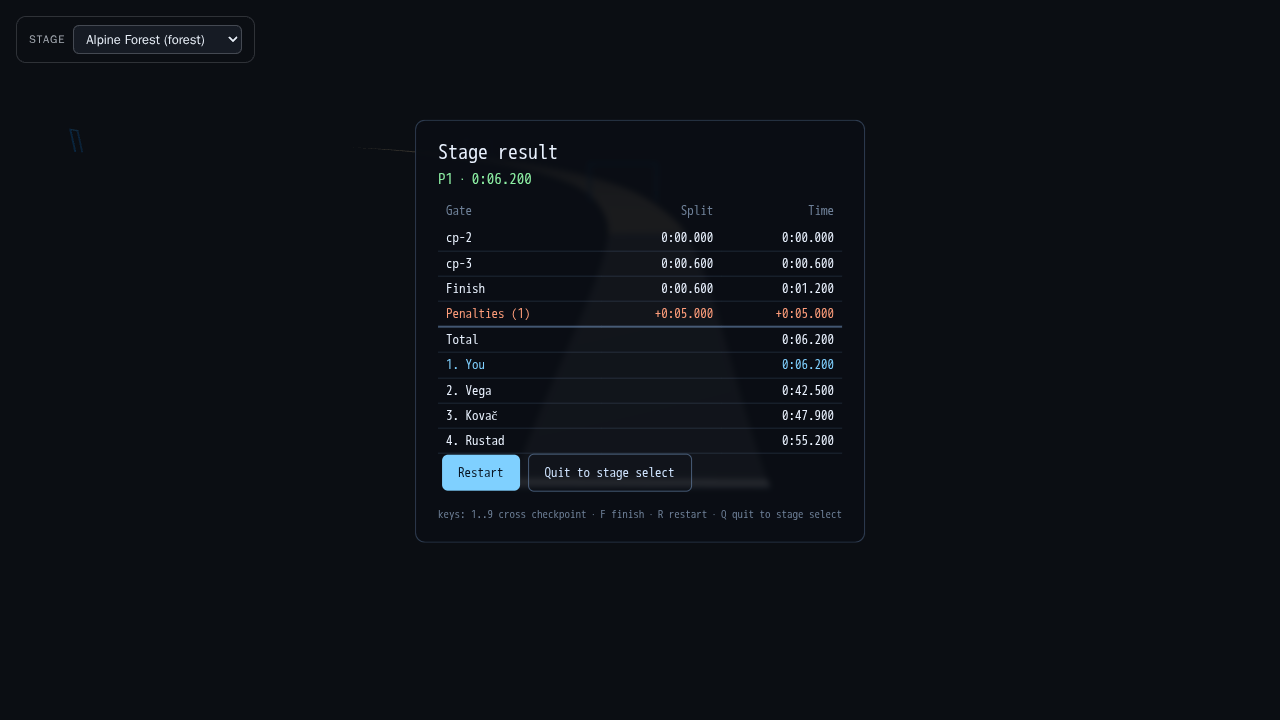 STAGE Alpine Forest (forest)
Stage result
P1 · 0:06.200
Gate Split Time
cp-2 0:00.000 0:00.000
cp-3 0:00.600 0:00.600
Finish 0:00.600 0:01.200
Penalties (1) +0:05.000 +0:05.000
Total 0:06.200
1. You 0:06.200
2. Vega 0:42.500
3. Kovač 0:47.900
4. Rustad 0:55.200
Restart Quit to stage select
keys: 1..9 cross checkpoint · F finish · R restart · Q quit to stage select